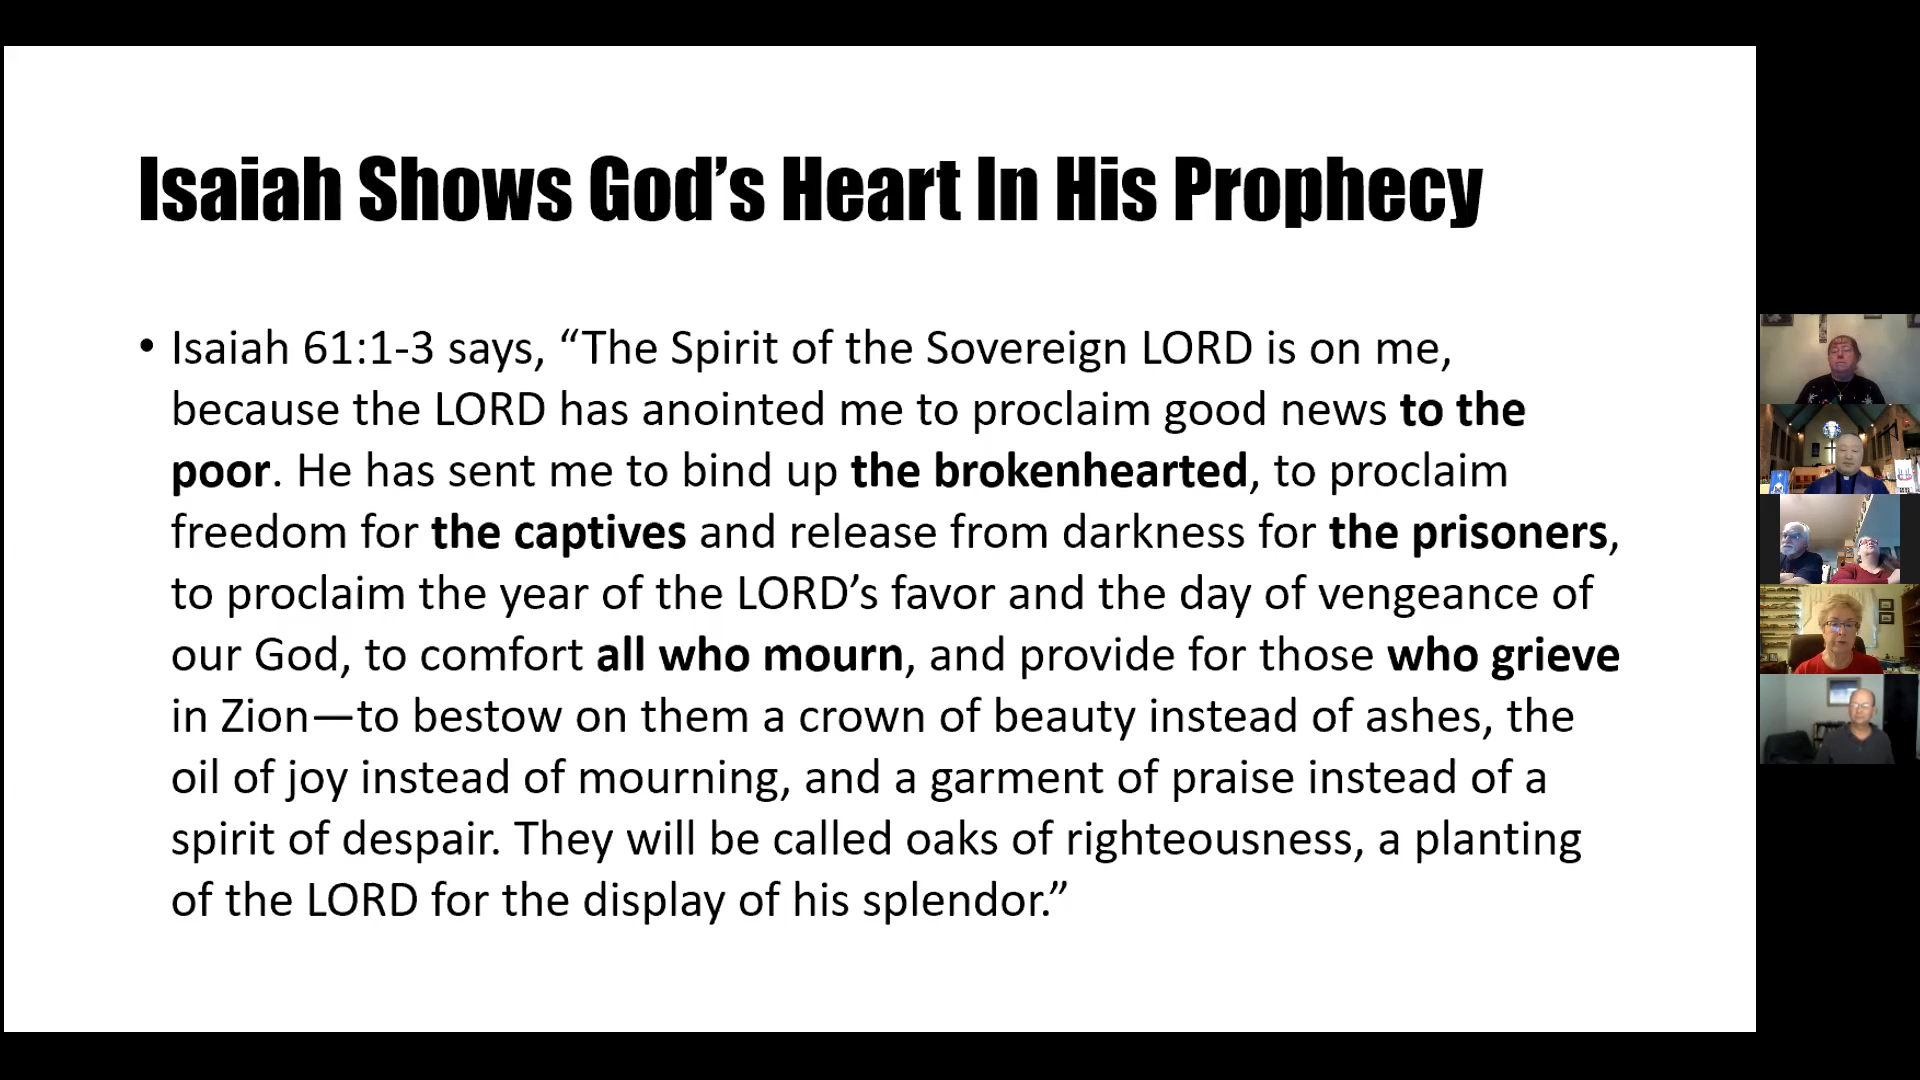 Isaiah Shows God’s Heart In His Prophecy
• Isaiah 61:1-3 says, “The Spirit of the Sovereign LORD is on me,
because the LORD has anointed me to proclaim good news to the
poor. He has sent me to bind up the brokenhearted, to proclaim
freedom for the captives and release from darkness for the prisoners,
to proclaim the year of the LORD’s favor and the day of vengeance of
our God, to comfort all who mourn, and provide for those who grieve
in Zion—to bestow on them a crown of beauty instead of ashes, the
oil of joy instead of mourning, and a garment of praise instead of a
spirit of despair. They will be called oaks of righteousness, a planting
of the LORD for the display of his splendor.”